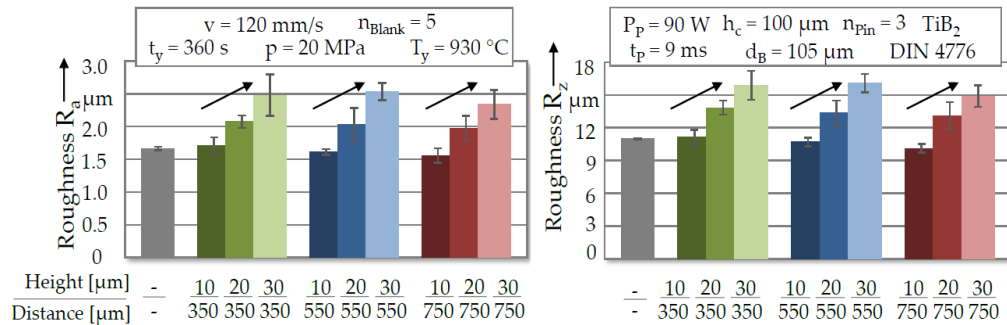 v = 120 mm/s n_Blank = 5
t_y = 360 s p = 20 MPa T_y = 930 °C
Roughness R_a
3.0
µm
2.0
1.5
1.0
0.5
0
P_P = 90 W h_c = 100 µm n_Pin = 3 TiB_2
t_P = 9 ms d_B = 105 µm DIN 4776
Roughness R_z
18
µm
12
9
6
3
0
Height [µm] - 10 20 30 10 20 30 10 20 30
Distance [µm] - 350 350 350 550 550 550 750 750 750
- 10 20 30 10 20 30 10 20 30
- 350 350 350 550 550 550 750 750 750